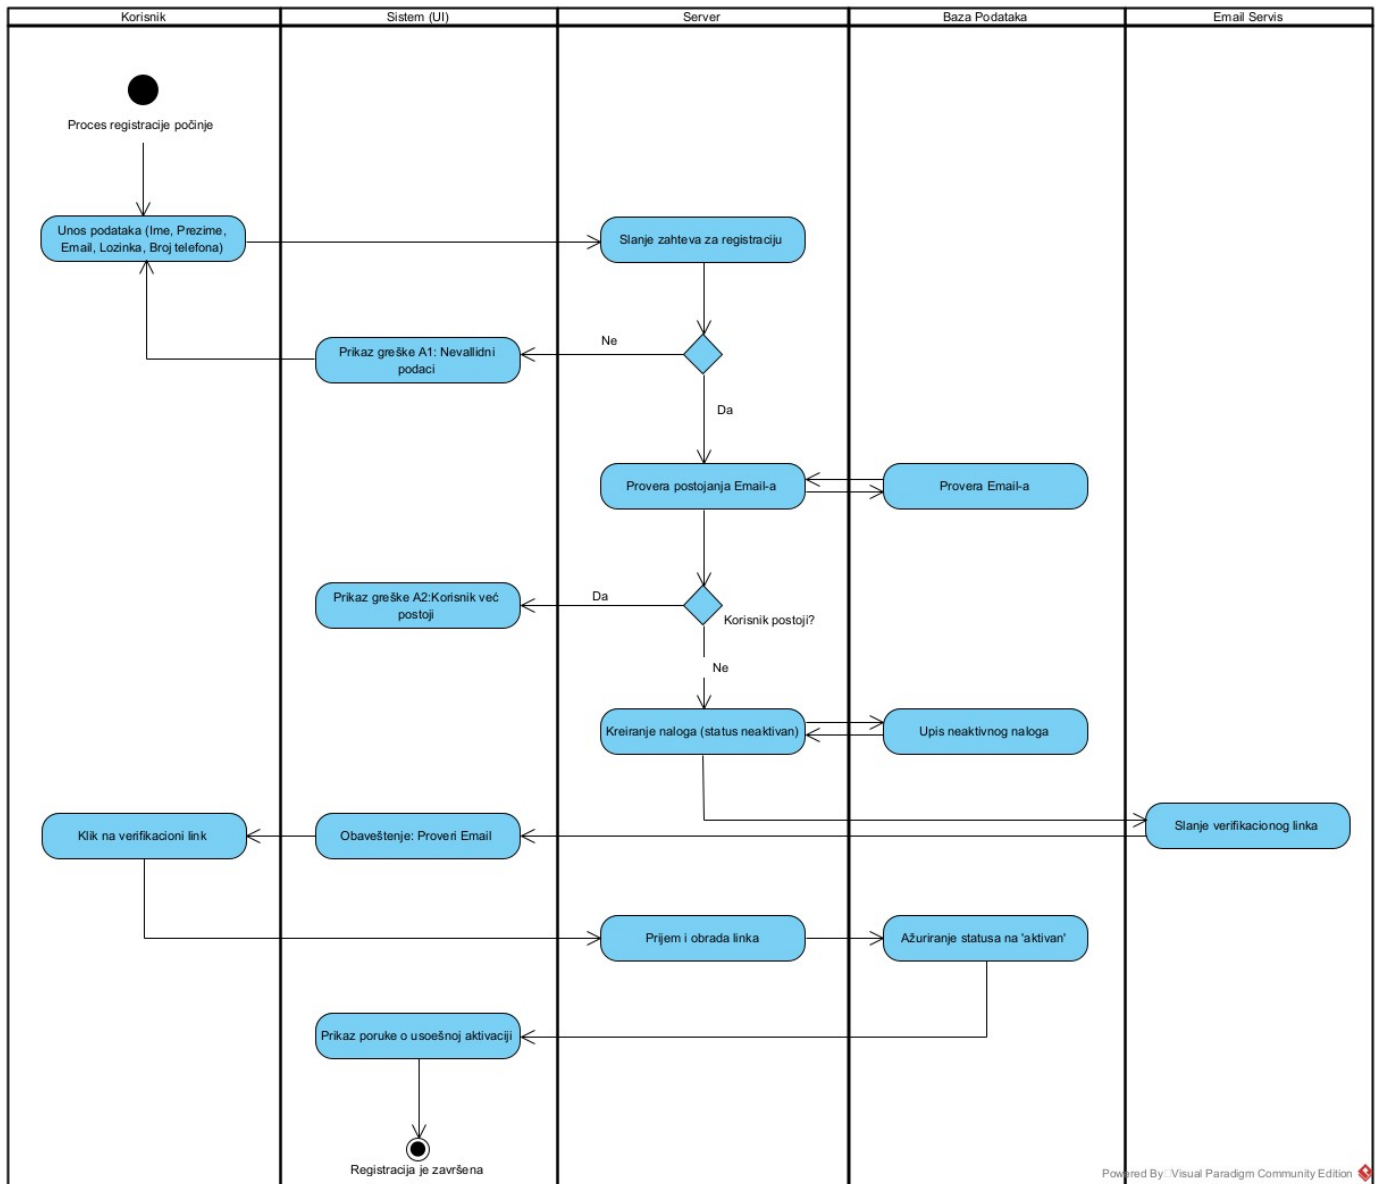 Korisnik
Sistem (UI)
Server
Baza Podataka
Email Servis
Proces registracije počinje
Unos podataka (Ime, Prezime,
Email, Lozinka, Broj telefona)
Slanje zahteva za registraciju
Ne
Prikaz greške A1: Nevallidni
podaci
Da
Provera postojanja Email-a
Provera Email-a
Da
Prikaz greške A2:Korisnik već
postoji
Korisnik postoji?
Ne
Kreiranje naloga (status neaktivan)
Upis neaktivnog naloga
Klik na verifikacioni link
Obaveštenje: Proveri Email
Slanje verifikacionog linka
Prijem i obrada linka
Ažuriranje statusa na 'aktivan'
Prikaz poruke o usoešnoj aktivaciji
Registracija je završena
Powered By Visual Paradigm Community Edition